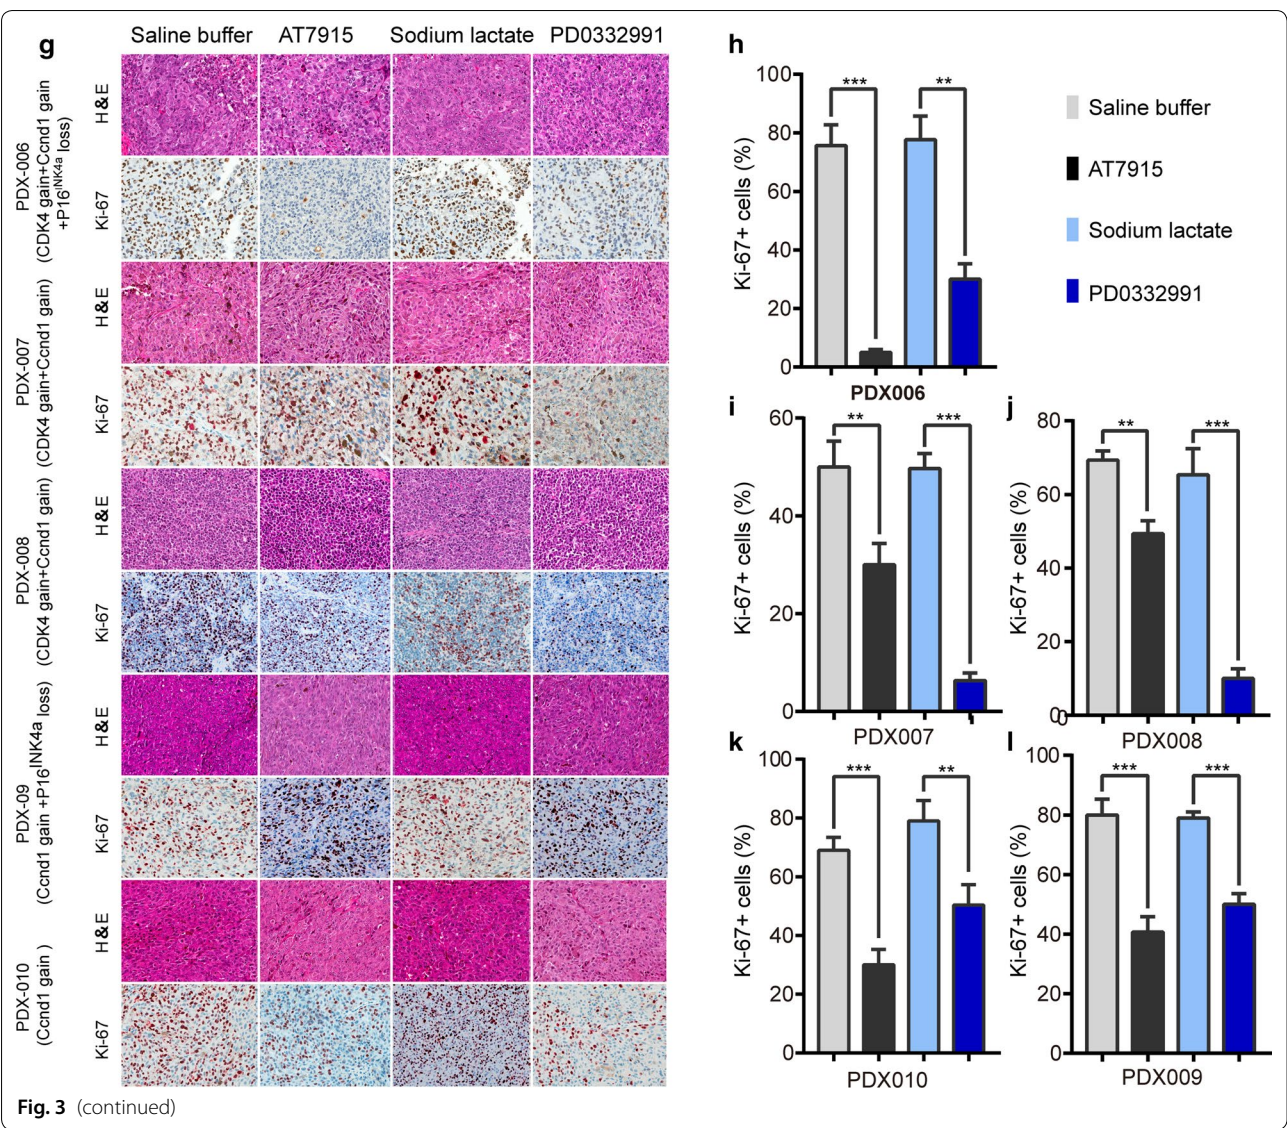 g
Saline buffer AT7915 Sodium lactate PD0332991
PDX-006
(CDK4 gain+Ccnd1 gain
+P16^INK4a loss)
H&E
Ki-67
PDX-007
(CDK4 gain+Ccnd1 gain)
H&E
Ki-67
PDX-008
(CDK4 gain+Ccnd1 gain)
H&E
Ki-67
PDX-09
(Ccnd1 gain +P16^INK4a loss)
H&E
Ki-67
PDX-010
(Ccnd1 gain )
H&E
Ki-67
h
Ki-67+ cells (%)
100
80
60
40
20
0
*** **
PDX006
Saline buffer
AT7915
Sodium lactate
PD0332991
i
Ki-67+ cells (%)
60
40
20
0
** ***
PDX007
j
Ki-67+ cells (%)
80
60
40
20
0
0
** ***
PDX008
k
Ki-67+ cells (%)
100
80
60
40
20
0
*** **
PDX010
l
Ki-67+ cells (%)
100
80
60
40
20
0
*** ***
PDX009
Fig. 3 (continued)